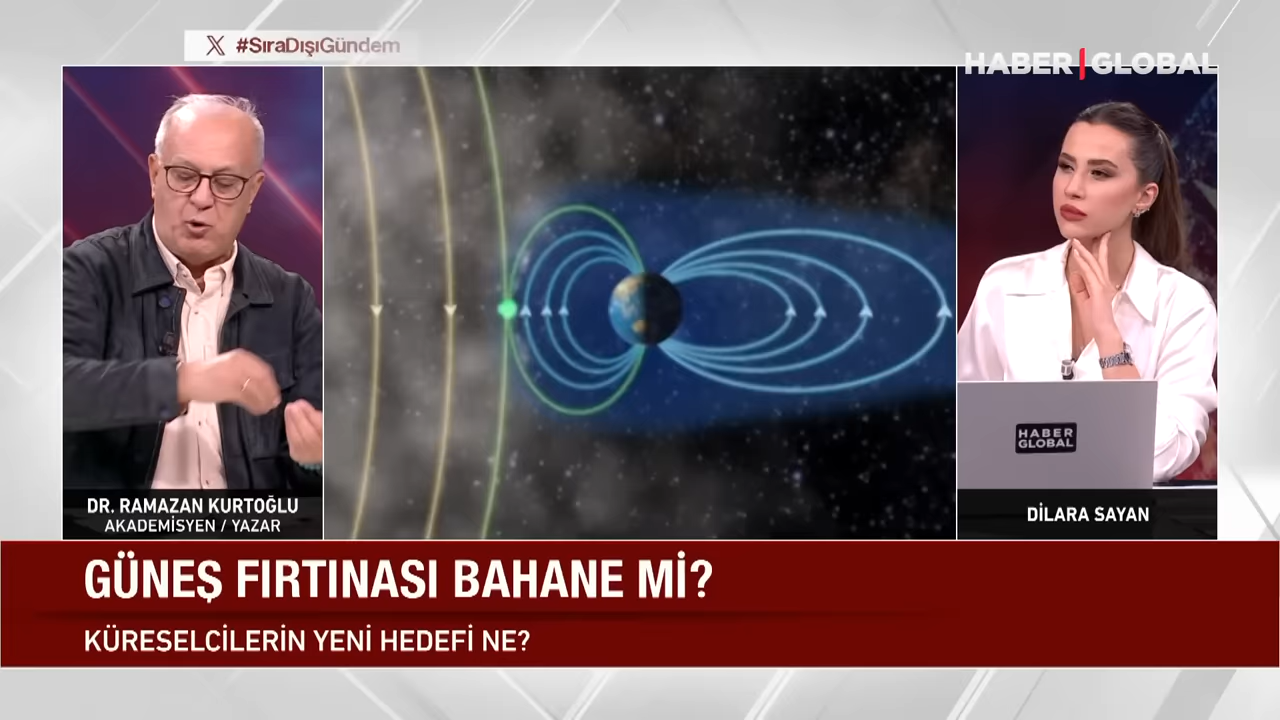 #SıraDışıGündem
HABER GLOBAL
DR. RAMAZAN KURTOĞLU
AKADEMİSYEN / YAZAR
HABER
GLOBAL
DİLARA SAYAN
GÜNEŞ FIRTINASI BAHANE Mİ?
KÜRESELCİLERİN YENİ HEDEFİ NE?